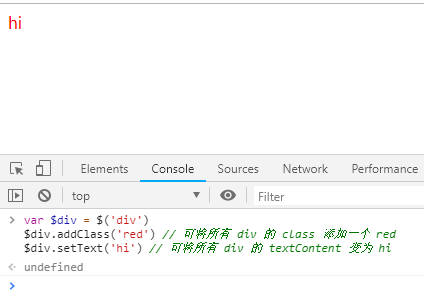 hi
Elements Console Sources Network Performance
top Filter
var $div = $('div')
$div.addClass('red') // 可将所有 div 的 class 添加一个 red
$div.setText('hi') // 可将所有 div 的 textContent 变为 hi
undefined